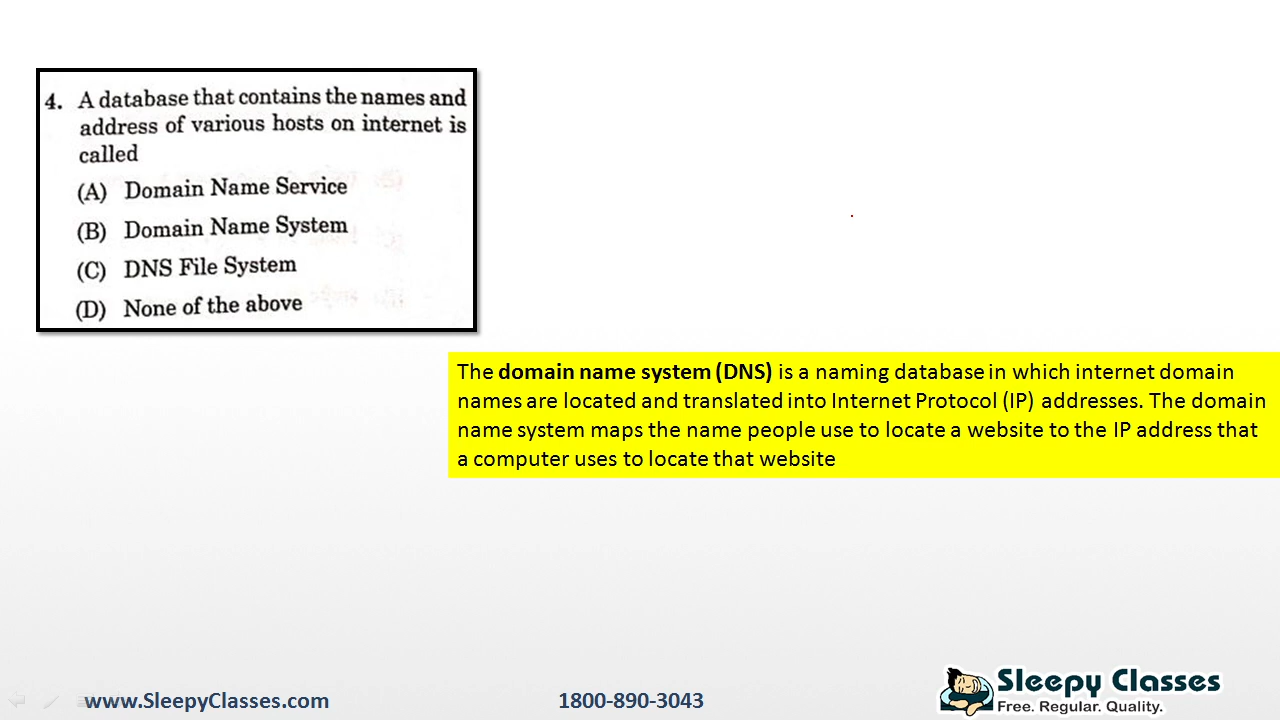 4. A database that contains the names and
address of various hosts on internet is
called
(A) Domain Name Service
(B) Domain Name System
(C) DNS File System
(D) None of the above
The domain name system (DNS) is a naming database in which internet domain
names are located and translated into Internet Protocol (IP) addresses. The domain
name system maps the name people use to locate a website to the IP address that
a computer uses to locate that website
www.SleepyClasses.com
1800-890-3043
Sleepy Classes
Free. Regular. Quality.